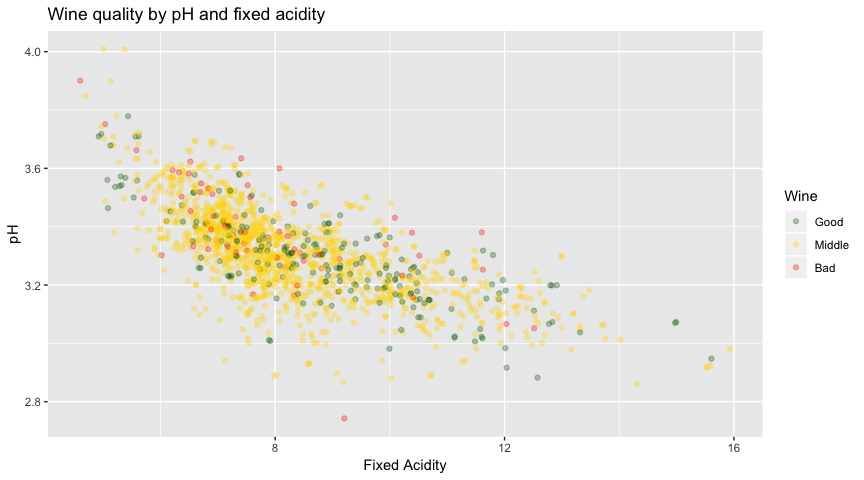 Wine quality by pH and fixed acidity
4.0
3.6
3.2
2.8
pH
8
12
16
Fixed Acidity
Wine
Good
Middle
Bad